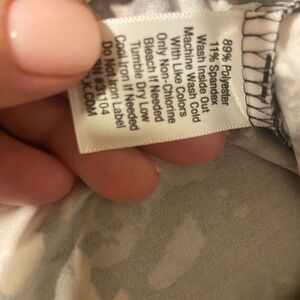 89% Polyester
11% Spandex
Wash Inside Out
Machine Wash Cold
With Like Colors
Only Non-Chlorine
Bleach If Needed
Tumble Dry Low
Cool Iron If Needed
Do Not Iron Label
.COM